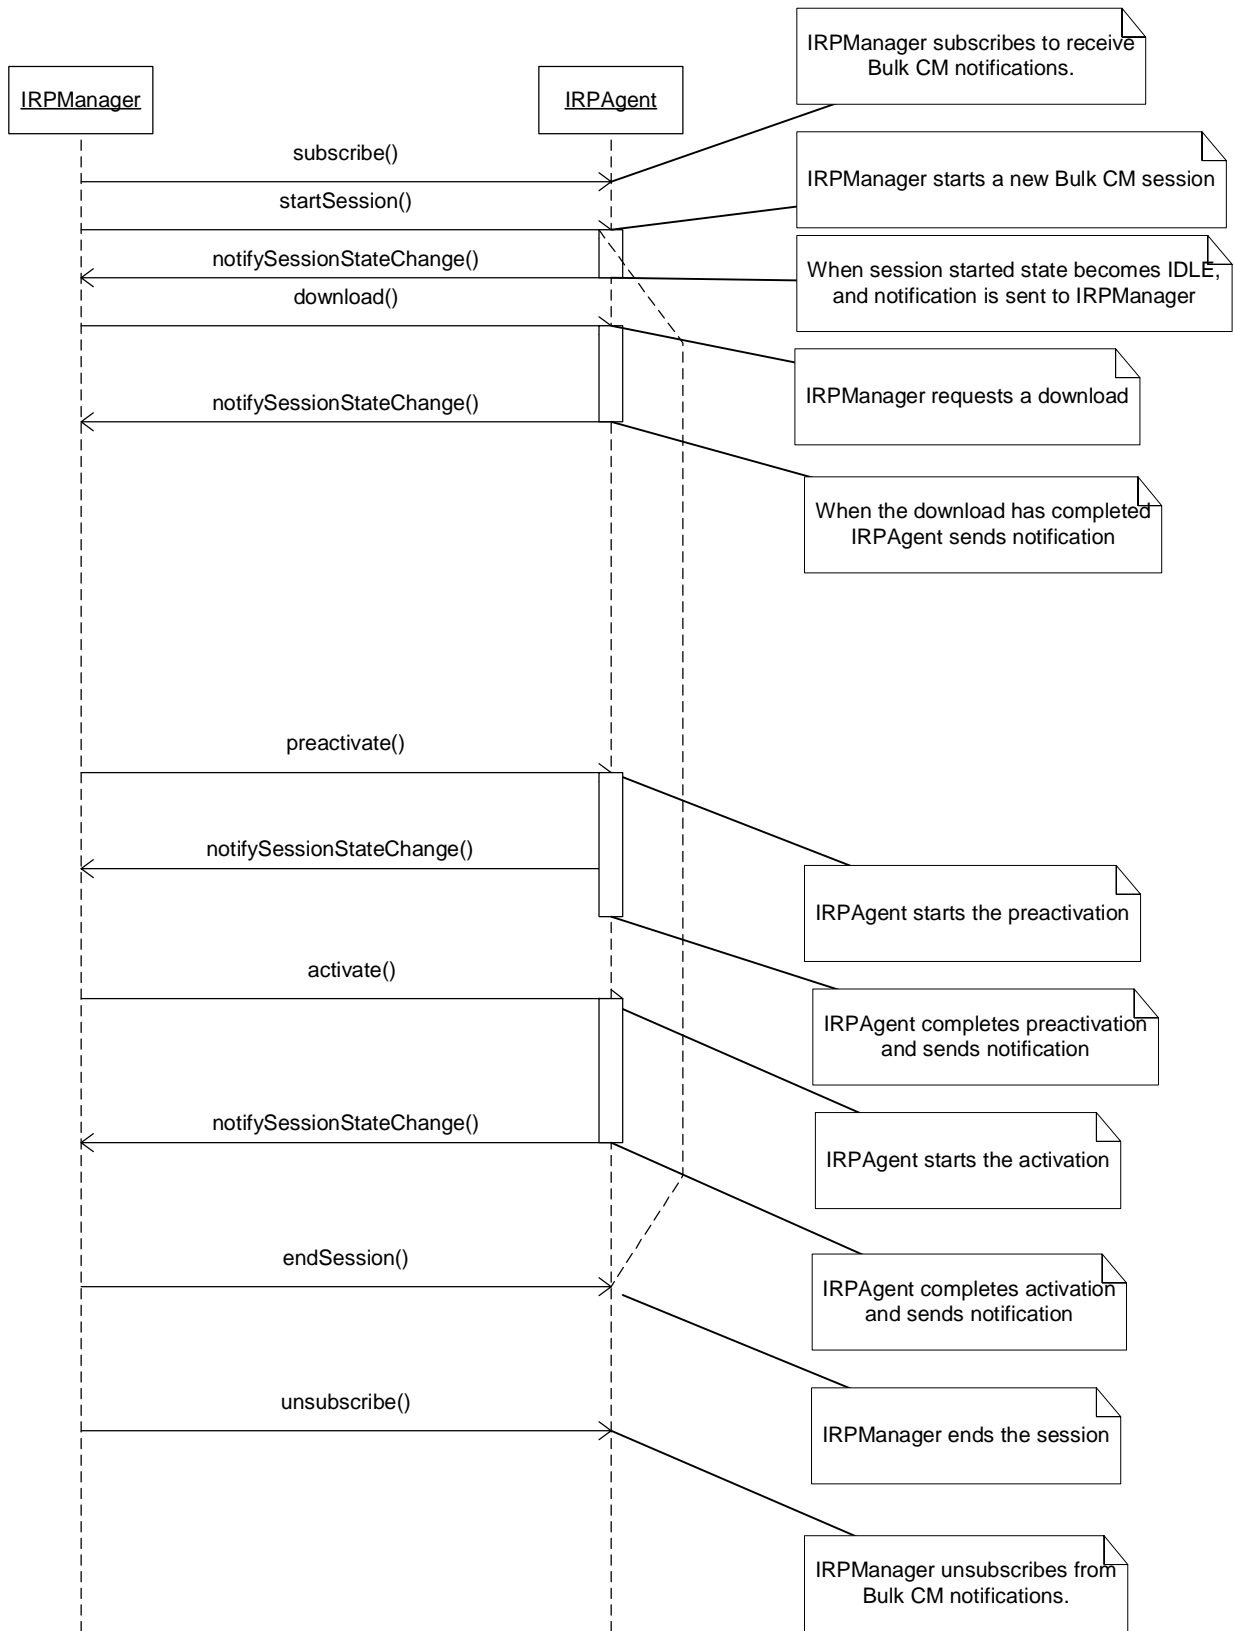 IRPManager subscribes to receive
Bulk CM notifications.
IRPManager
IRPAgent
subscribe()
IRPManager starts a new Bulk CM session
startSession()
notifySessionStateChange()
When session started state becomes IDLE,
and notification is sent to IRPManager
download()
IRPManager requests a download
notifySessionStateChange()
When the download has completed
IRPAgent sends notification
preactivate()
notifySessionStateChange()
IRPAgent starts the preactivation
activate()
IRPAgent completes preactivation
and sends notification
notifySessionStateChange()
IRPAgent starts the activation
endSession()
IRPAgent completes activation
and sends notification
unsubscribe()
IRPManager ends the session
IRPManager unsubscribes from
Bulk CM notifications.